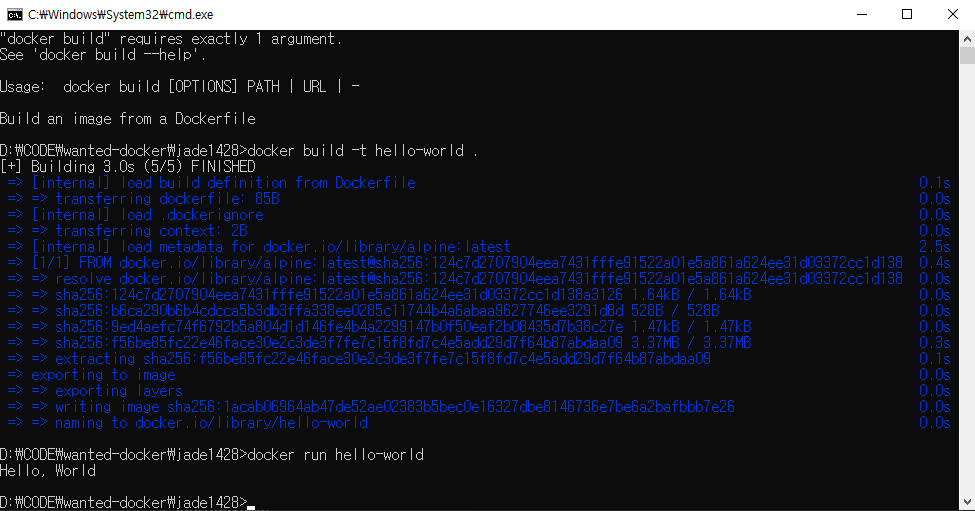 C:₩Windows₩System32₩cmd.exe
"docker build" requires exactly 1 argument.
See 'docker build --help'.
Usage:  docker build [OPTIONS] PATH | URL | -
Build an image from a Dockerfile
D:₩CODE₩wanted-docker₩jade1428>docker build -t hello-world .
[+] Building 3.0s (5/5) FINISHED
=> [internal] load build definition from Dockerfile 0.1s
=> => transferring dockerfile: 85B 0.0s
=> [internal] load .dockerignore 0.0s
=> => transferring context: 2B 0.0s
=> [internal] load metadata for docker.io/library/alpine:latest 2.5s
=> [1/1] FROM docker.io/library/alpine:latest@sha256:124c7d2707904eea7431fffe91522a01e5a861a624ee31d03372cc1d138 0.4s
=> => resolve docker.io/library/alpine:latest@sha256:124c7d2707904eea7431fffe91522a01e5a861a624ee31d03372cc1d138 0.0s
=> => sha256:124c7d2707904eea7431fffe91522a01e5a861a624ee31d03372cc1d138a3126 1.64kB / 1.64kB 0.0s
=> => sha256:b6ca290b6b4cdcca5b3db3ffa338ee0285c11744b4a6abaa9627746ee3291d8d 528B / 528B 0.0s
=> => sha256:9ed4aefc74f6792b5a804d1d146fe4b4a2299147b0f50eaf2b08435d7b38c27e 1.47kB / 1.47kB 0.0s
=> => sha256:f56be85fc22e46face30e2c3de3f7fe7c15f8fd7c4e5add29d7f64b87abdaa09 3.37MB / 3.37MB 0.3s
=> => extracting sha256:f56be85fc22e46face30e2c3de3f7fe7c15f8fd7c4e5add29d7f64b87abdaa09 0.1s
=> exporting to image 0.0s
=> => exporting layers 0.0s
=> => writing image sha256:1acab06964ab47de52ae02383b5bec0e16327dbe8146736e7be6a2bafbbb7e26 0.0s
=> => naming to docker.io/library/hello-world 0.0s
D:₩CODE₩wanted-docker₩jade1428>docker run hello-world
Hello, World
D:₩CODE₩wanted-docker₩jade1428>